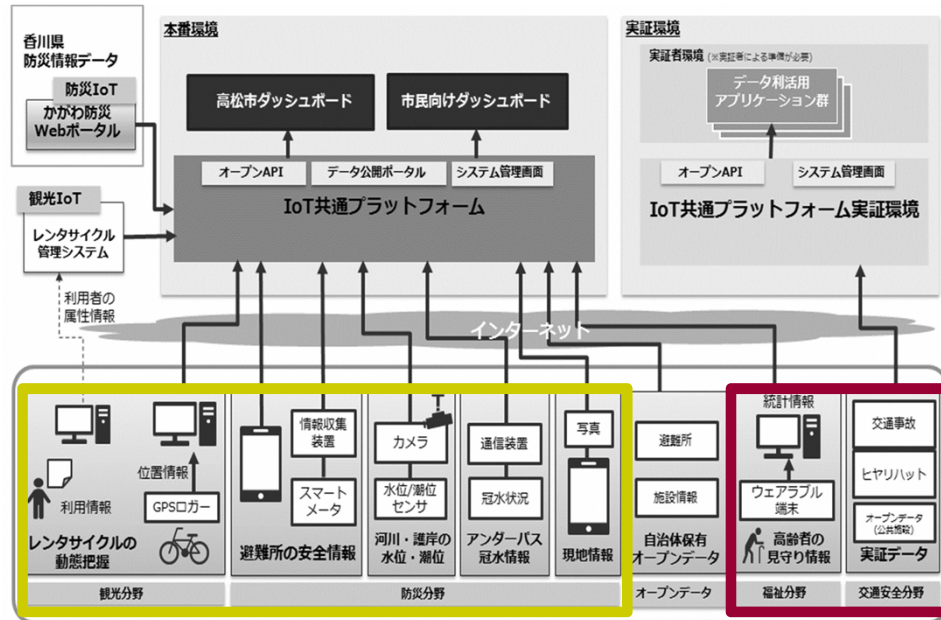 香川県
防災情報データ
防災IoT
かがわ防災
Webポータル
観光IoT
レンタサイクル
管理システム
利用者の
属性情報
本番環境
高松市ダッシュボード
市民向けダッシュボード
オープンAPI
データ公開ポータル
システム管理画面
IoT共通プラットフォーム
実証環境
実証者環境 (※実証者による準備が必要)
データ利活用
アプリケーション群
オープンAPI
システム管理画面
IoT共通プラットフォーム実証環境
インターネット
利用情報
位置情報
GPSロガー
レンタサイクルの
動態把握
観光分野
情報収集
装置
スマート
メータ
避難所の安全情報
カメラ
水位/潮位
センサ
河川・護岸の
水位・潮位
通信装置
冠水状況
アンダーパス
冠水情報
写真
現地情報
防災分野
避難所
施設情報
自治体保有
オープンデータ
オープンデータ
統計情報
ウェアラブル
端末
高齢者の
見守り情報
福祉分野
交通事故
ヒヤリハット
オープンデータ
(公共施設)
実証データ
交通安全分野